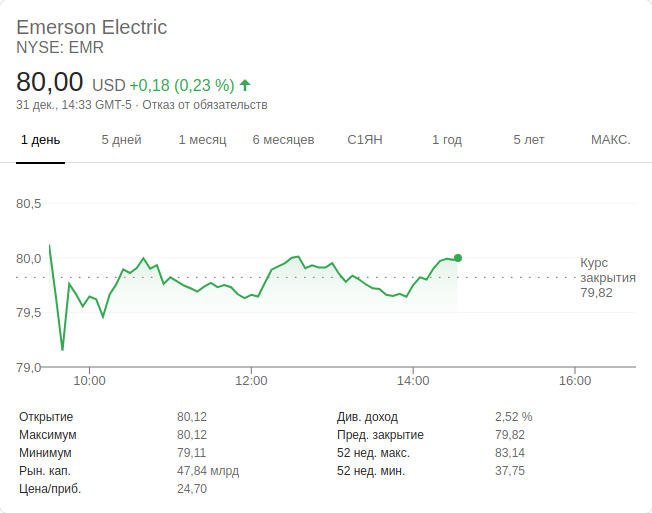 Emerson Electric
NYSE: EMR
80,00 USD +0,18 (0,23 %)
31 дек., 14:33 GMT-5 · Отказ от обязательств
1 день 5 дней 1 месяц 6 месяцев С1ЯН 1 год 5 лет МАКС.
80,5
80,0
79,5
79,0
Курс
закрытия
79,82
10:00 12:00 14:00 16:00
Открытие 80,12 Див. доход 2,52 %
Максимум 80,12 Пред. закрытие 79,82
Минимум 79,11 52 нед. макс. 83,14
Рын. кап. 47,84 млрд 52 нед. мин. 37,75
Цена/приб. 24,70